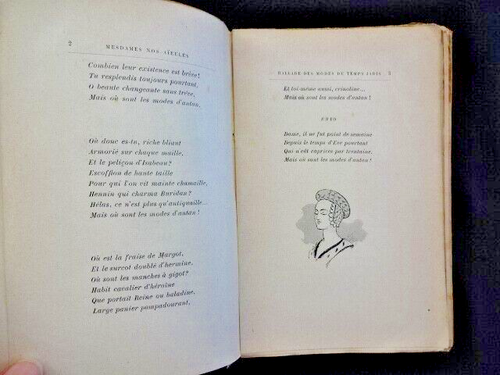 2 MESDAMES NOS AÏEULES
Combien leur existence est brève!
Tu resplendis toujours pourtant,
O beauté changeante sans trêve,
Mais où sont les modes d'antan.
Où donc es-tu, riche bliaut
Armorié sur chaque maille,
Et le peliçon d'Isabeau?
Escoffion de haute taille
Pour qui l'on eut mainte chamaille,
Hennin qui charma Buridan?
Hélas, ce n'est plus qu'antiquaille...
Mais où sont les modes d'antan!
Où est la fraise de Margot,
Et le surcot doublé d'hermine,
Où sont les manches à gigot?
Habit cavalier d'héroïne
Que portait Reine ou baladine,
Large panier pompadourant,
BALLADE DES MODES DU TEMPS JADIS 3
Et toi même aussi, crinoline...
Mais où sont les modes d'antan!
ENVO
Dame, il ne fut point de semaine
Depuis le temps d'Eve pourtant
Qui n'eût caprice par
Mais où sont les modes d'antan!